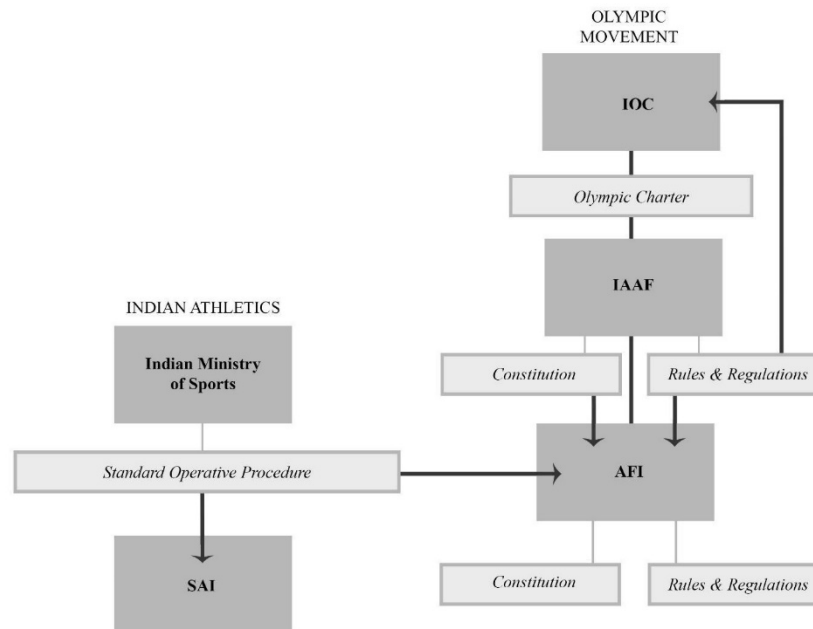 OLYMPIC
MOVEMENT
IOC
Olympic Charter
IAAF
INDIAN ATHLETICS
Indian Ministry
of Sports
Constitution
Rules & Regulations
Standard Operative Procedure
AFI
SAI
Constitution
Rules & Regulations